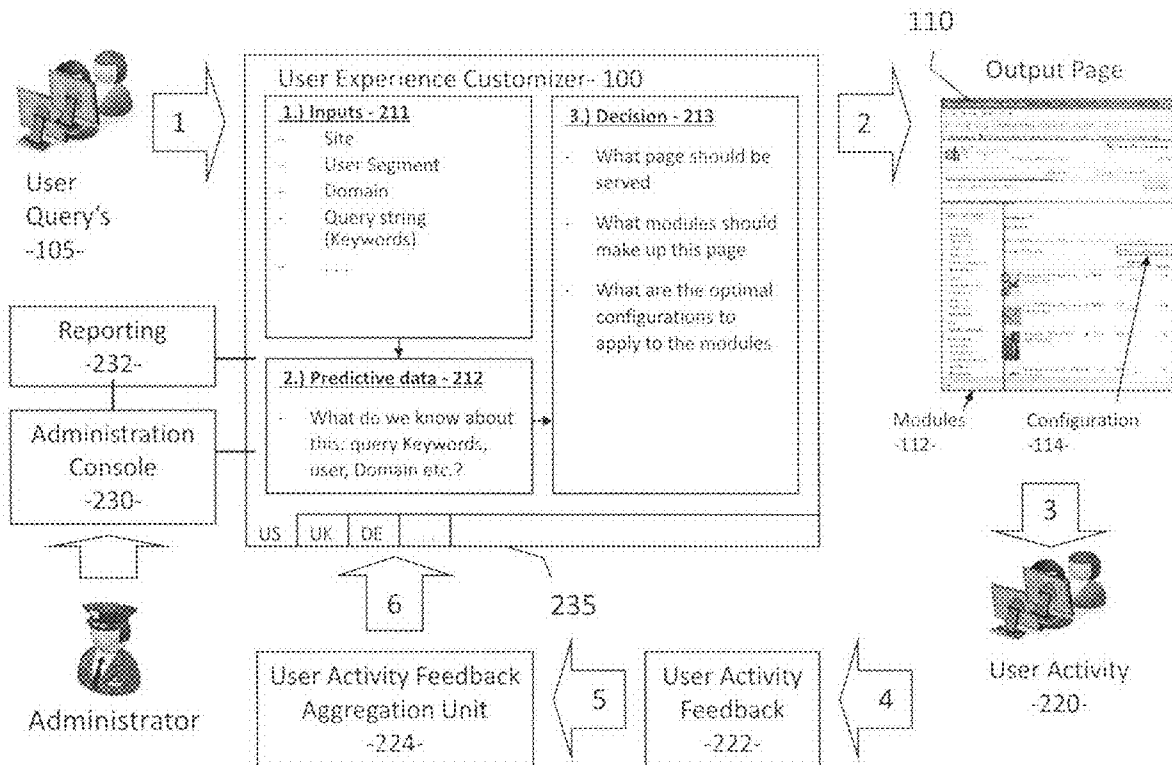 110
Output Page
User Experience Customizer- 100
1
2
1.) Inputs - 211
- Site
- User Segment
- Domain
- Query string
(Keywords)
- . . . .
3.) Decision - 213
- What page should be
served
- What modules should
make up this page
- What are the optimal
configurations to
apply to the modules
User
Query's
-105-
Reporting
-232-
2.) Predictive data - 212
- What do we know about
this: query Keywords,
user, Domain etc.?
Administration
Console
-230-
Modules
-112-
Configuration
-114-
US
UK
DE
. . .
3
6
235
User Activity Feedback
Aggregation Unit
-224-
5
User Activity
Feedback
-222-
4
User Activity
-220-
Administrator